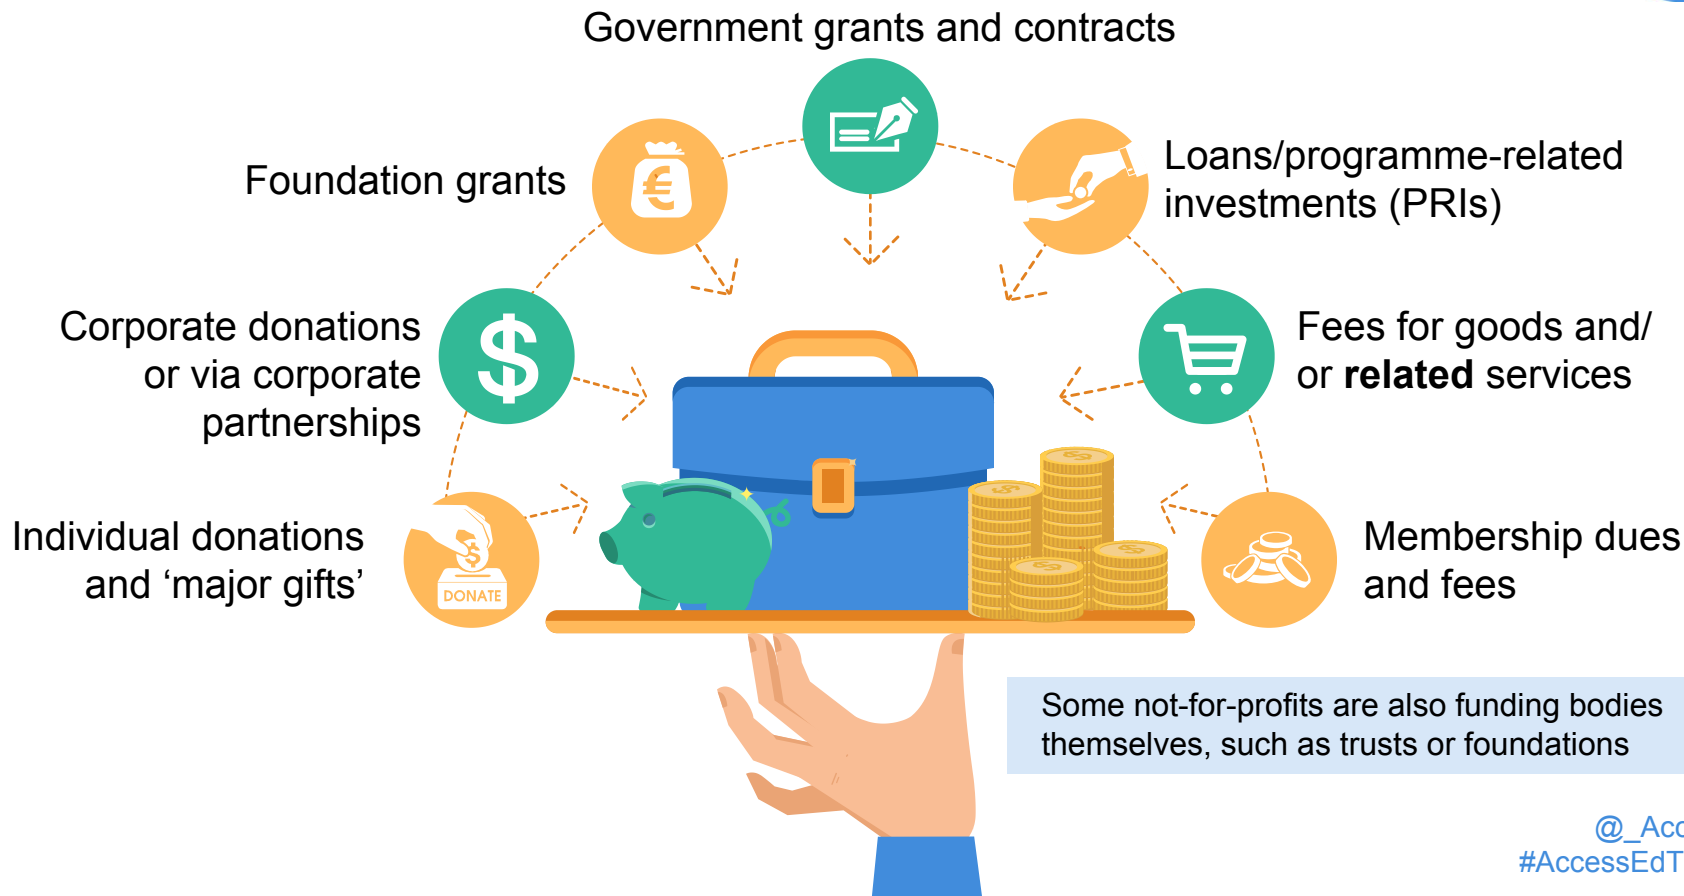 Government grants and contracts
Foundation grants
€
Loans/programme-related
investments (PRIs)
Corporate donations
or via corporate
partnerships
$
Fees for goods and/
or related services
Individual donations
and ‘major gifts’
$
DONATE
Membership dues
and fees
Some not-for-profits are also funding bodies
themselves, such as trusts or foundations
@_Acc
#AccessEdT